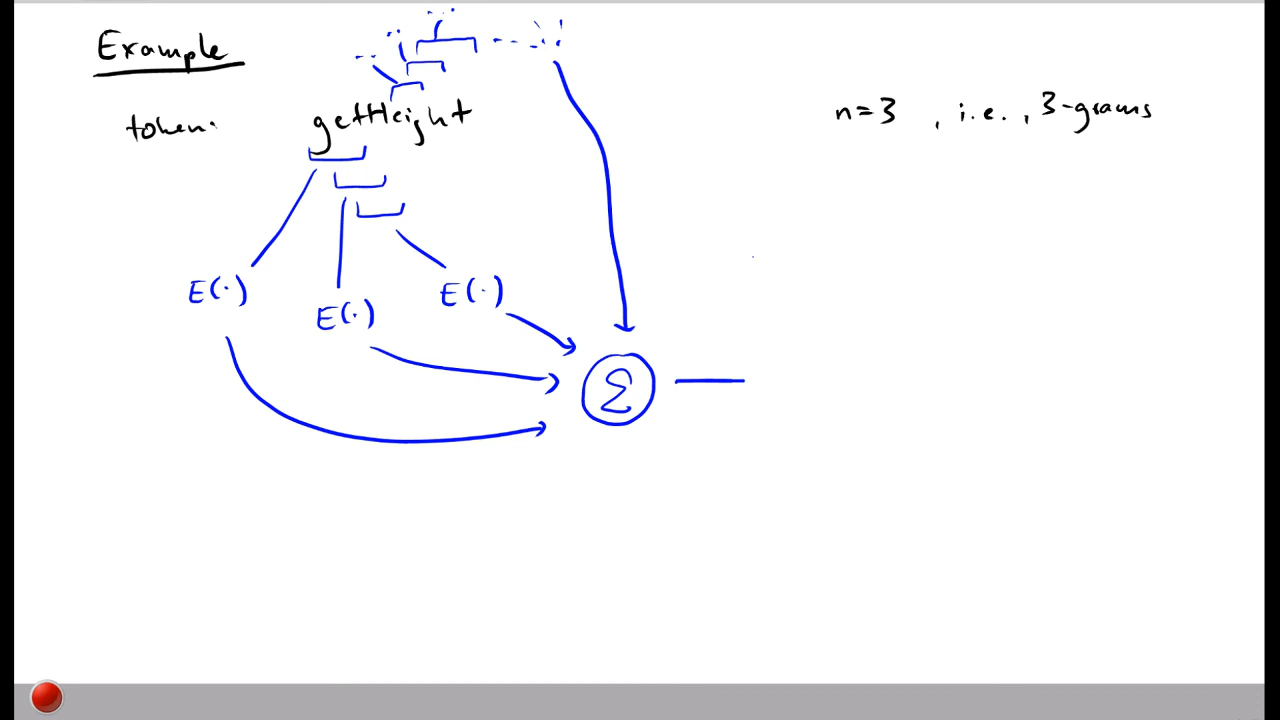 Example
token: getHeight n=3 , i.e., 3-grams
E(·) E(·) E(·)
Σ